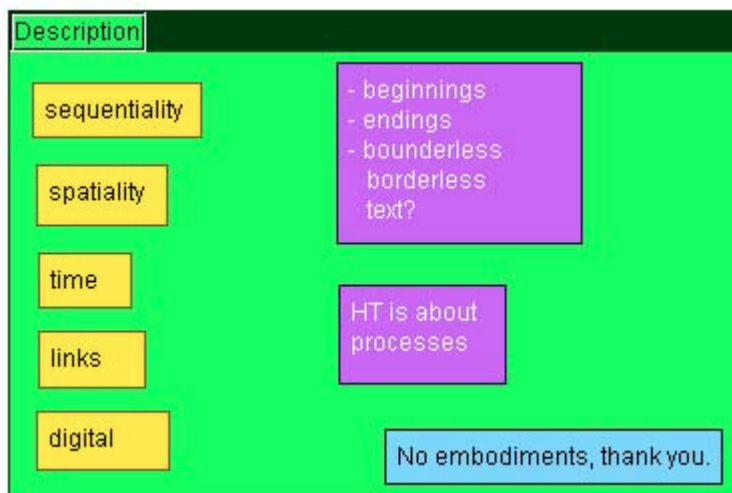 Description
sequentiality
spatiality
time
links
digital
- beginnings
- endings
- bounderless
borderless
text?
HT is about
processes
No embodiments, thank you.